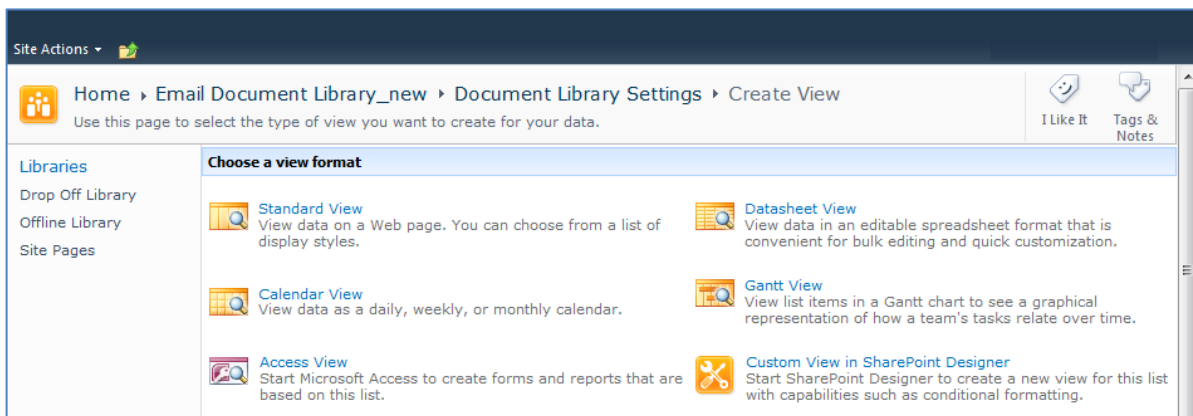 Site Actions
Home ▸ Email Document Library_new ▸ Document Library Settings ▸ Create View
Use this page to select the type of view you want to create for your data.
I Like It
Tags &
Notes
Libraries
Drop Off Library
Offline Library
Site Pages
Choose a view format
Standard View
View data on a Web page. You can choose from a list of
display styles.
Datasheet View
View data in an editable spreadsheet format that is
convenient for bulk editing and quick customization.
Calendar View
View data as a daily, weekly, or monthly calendar.
Gantt View
View list items in a Gantt chart to see a graphical
representation of how a team's tasks relate over time.
Access View
Start Microsoft Access to create forms and reports that are
based on this list.
Custom View in SharePoint Designer
Start SharePoint Designer to create a new view for this list
with capabilities such as conditional formatting.